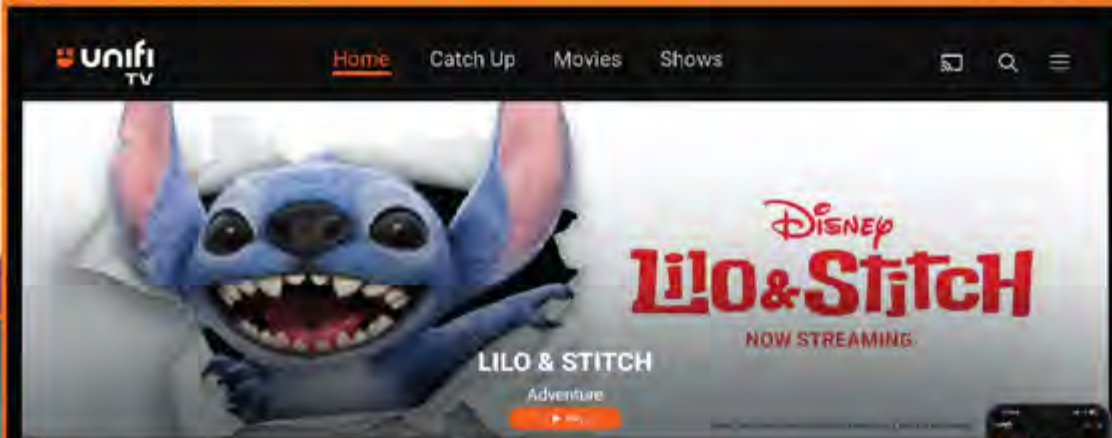 unifi
TV
Home Catch Up Movies Shows
Disney
Lilo & Stitch
NOW STREAMING
LILO & STITCH
Adventure